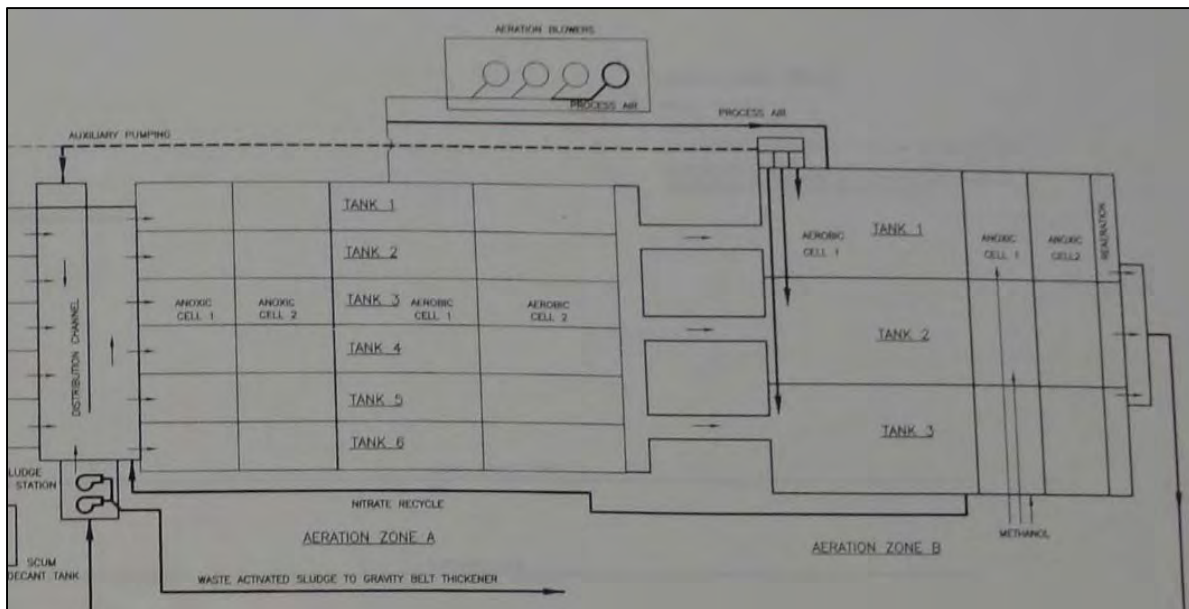 AERATION BLOWERS
PROCESS AIR
PROCESS AIR
AUXILIARY PUMPING
TANK 1
TANK 2
TANK 3
TANK 4
TANK 5
TANK 6
ANOXIC
CELL 1
ANOXIC
CELL 2
AEROBIC
CELL 1
AEROBIC
CELL 2
DISTRIBUTION CHANNEL
TANK 1
TANK 2
TANK 3
AEROBIC
CELL 1
ANOXIC
CELL 1
ANOXIC
CELL2
REAERATION
LUDGE
STATION
NITRATE RECYCLE
METHANOL
AERATION ZONE A
AERATION ZONE B
SCUM
DECANT TANK
WASTE ACTIVATED SLUDGE TO GRAVITY BELT THICKENER